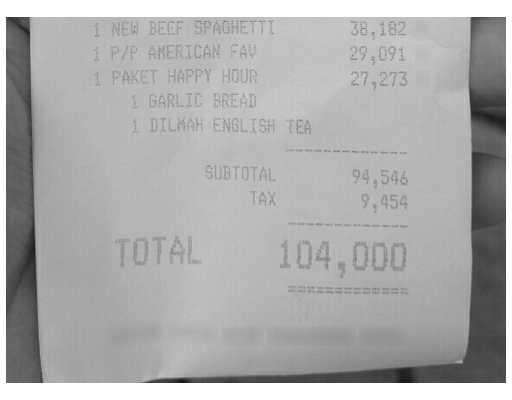 1 NEW BEEF SPAGHETTI 38,182
1 P/P AMERICAN FAV 29,091
1 PAKET HAPPY HOUR 27,273
1 GARLIC BREAD
1 DILMAH ENGLISH TEA
------------
SUBTOTAL 94,546
TAX 9,454
------------
TOTAL 104,000
============